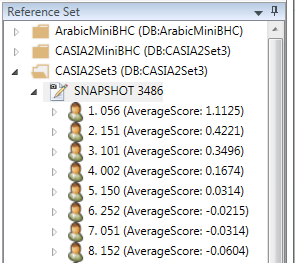 Reference Set
ArabicMiniBHC (DB:ArabicMiniBHC)
CASIA2MiniBHC (DB:CASIA2Set3)
CASIA2Set3 (DB:CASIA2Set3)
SNAPSHOT 3486
1. 056 (AverageScore: 1.1125)
2. 151 (AverageScore: 0.4221)
3. 101 (AverageScore: 0.3496)
4. 002 (AverageScore: 0.1674)
5. 150 (AverageScore: 0.0314)
6. 252 (AverageScore: -0.0215)
7. 051 (AverageScore: -0.0314)
8. 152 (AverageScore: -0.0604)